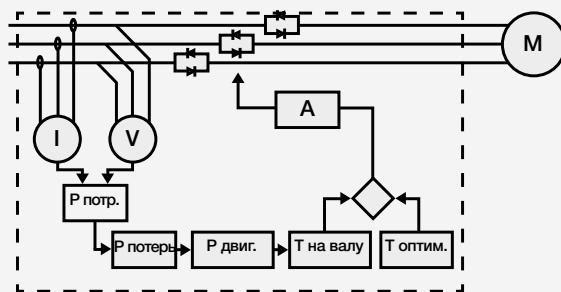 M
A
I
V
Р потр.
Р потерь
Р двиг.
Т на валу
Т оптим.